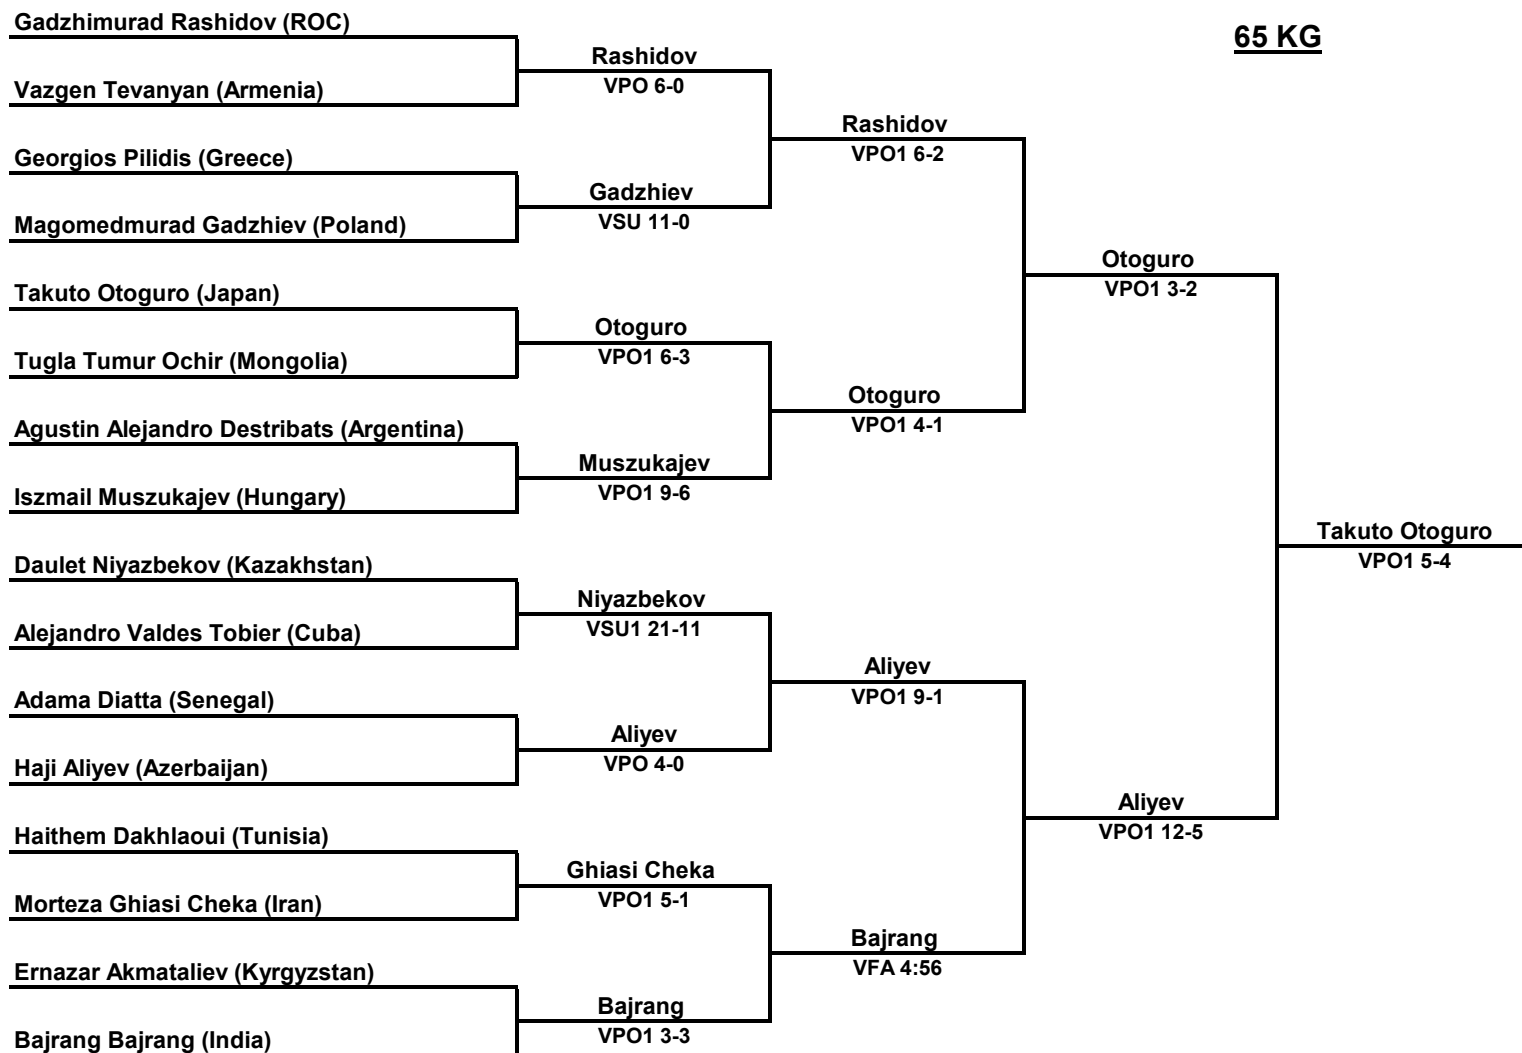 Gadzhimurad Rashidov (ROC)
65 KG
Rashidov
VPO 6-0
Vazgen Tevanyan (Armenia)
Rashidov
VPO1 6-2
Georgios Pilidis (Greece)
Gadzhiev
VSU 11-0
Magomedmurad Gadzhiev (Poland)
Otoguro
VPO1 3-2
Takuto Otoguro (Japan)
Otoguro
VPO1 6-3
Tugla Tumur Ochir (Mongolia)
Otoguro
VPO1 4-1
Agustin Alejandro Destribats (Argentina)
Muszukajev
VPO1 9-6
Iszmail Muszukajev (Hungary)
Takuto Otoguro
VPO1 5-4
Daulet Niyazbekov (Kazakhstan)
Niyazbekov
VSU1 21-11
Alejandro Valdes Tobier (Cuba)
Aliyev
VPO1 9-1
Adama Diatta (Senegal)
Aliyev
VPO 4-0
Haji Aliyev (Azerbaijan)
Aliyev
VPO1 12-5
Haithem Dakhlaoui (Tunisia)
Ghiasi Cheka
VPO1 5-1
Morteza Ghiasi Cheka (Iran)
Bajrang
VFA 4:56
Ernazar Akmataliev (Kyrgyzstan)
Bajrang
VPO1 3-3
Bajrang Bajrang (India)